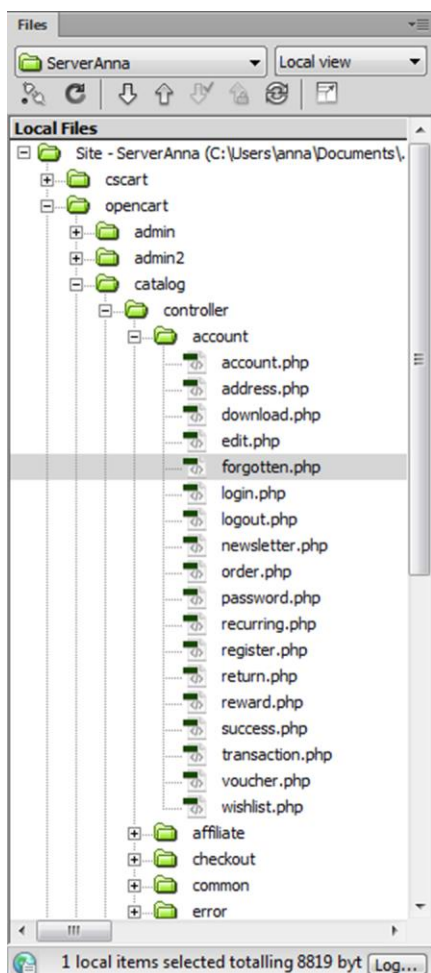 Files
ServerAnna
Local view
Local Files
Site - ServerAnna (C:\Users\anna\Documents\.
cscart
opencart
admin
admin2
catalog
controller
account
account.php
address.php
download.php
edit.php
forgotten.php
login.php
logout.php
newsletter.php
order.php
password.php
recurring.php
register.php
return.php
reward.php
success.php
transaction.php
voucher.php
wishlist.php
affiliate
checkout
common
error
1 local items selected totalling 8819 byt Log...